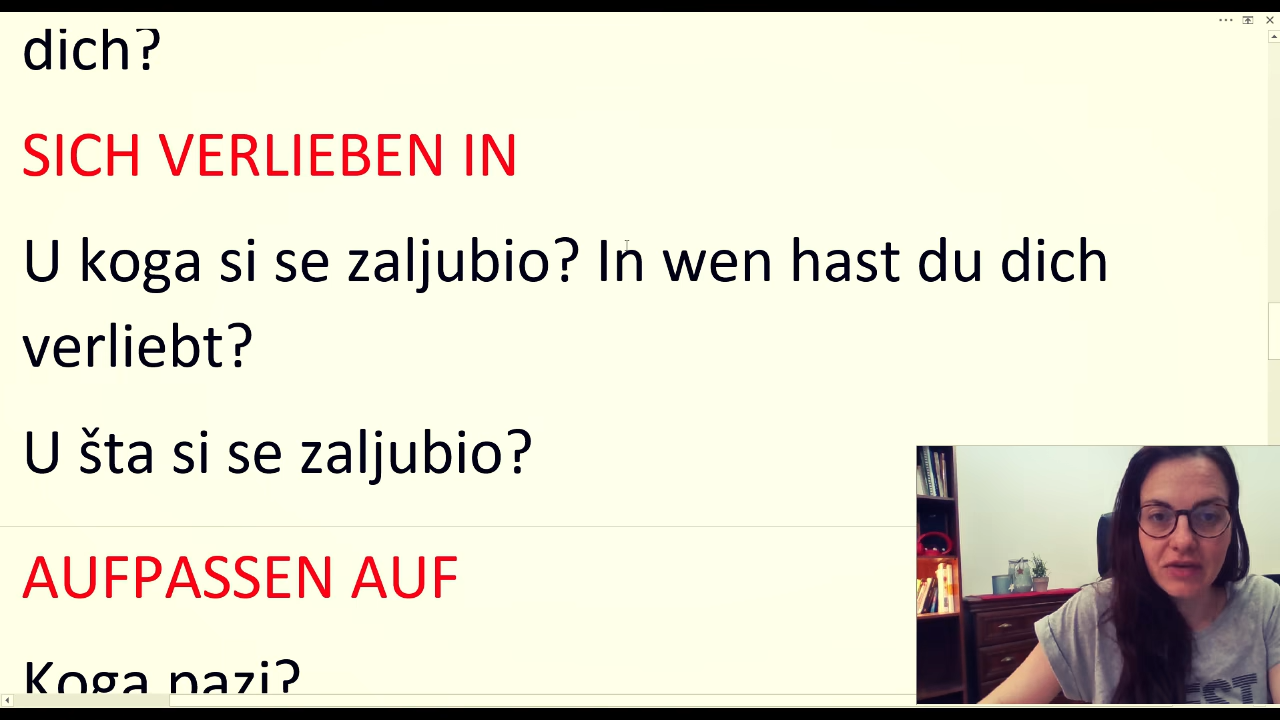 dich?
SICH VERLIEBEN IN
U koga si se zaljubio? In wen hast du dich
verliebt?
U šta si se zaljubio?
AUFPASSEN AUF
Koga pazi?